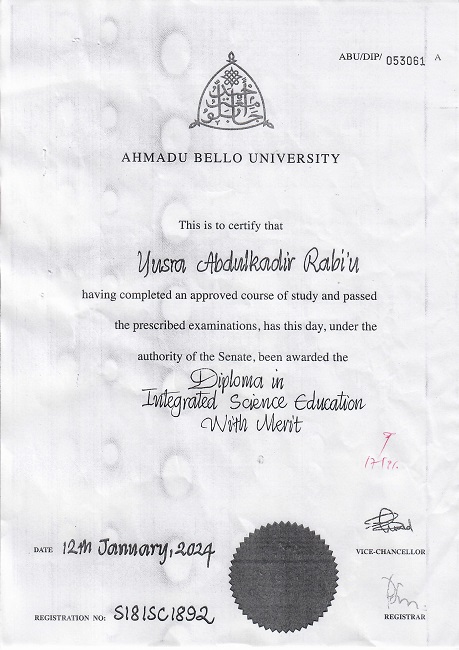 ABU/DIP/ 053061 A
AHMADU BELLO UNIVERSITY
This is to certify that
Yusra Abdulkadir Rabi'u
having completed an approved course of study and passed
the prescribed examinations, has this day, under the
authority of the Senate, been awarded the
Diploma in
Integrated Science Education
With Merit
DATE 12th January, 2024
VICE-CHANCELLOR
REGISTRATION NO: S181SC1892
REGISTRAR